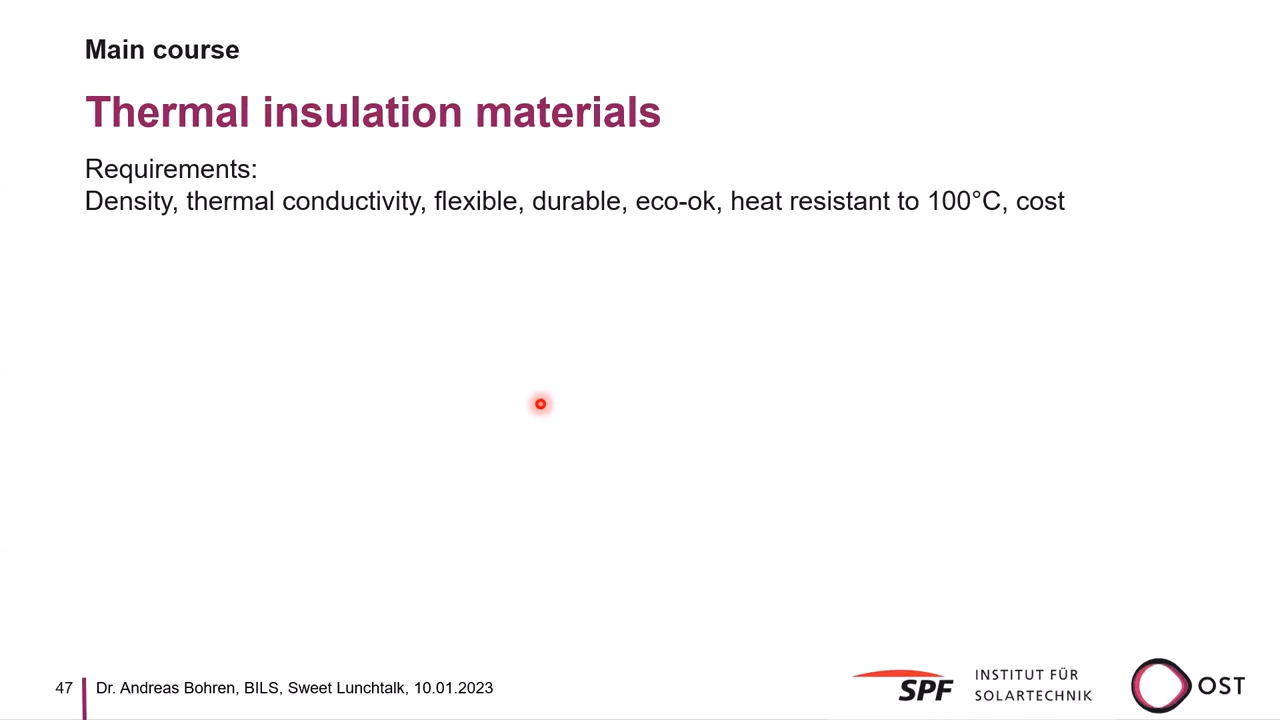 Main course
Thermal insulation materials
Requirements:
Density, thermal conductivity, flexible, durable, eco-ok, heat resistant to 100°C, cost
47
Dr. Andreas Bohren, BILS, Sweet Lunchtalk, 10.01.2023
SPF
INSTITUT FÜR
SOLARTECHNIK
OST